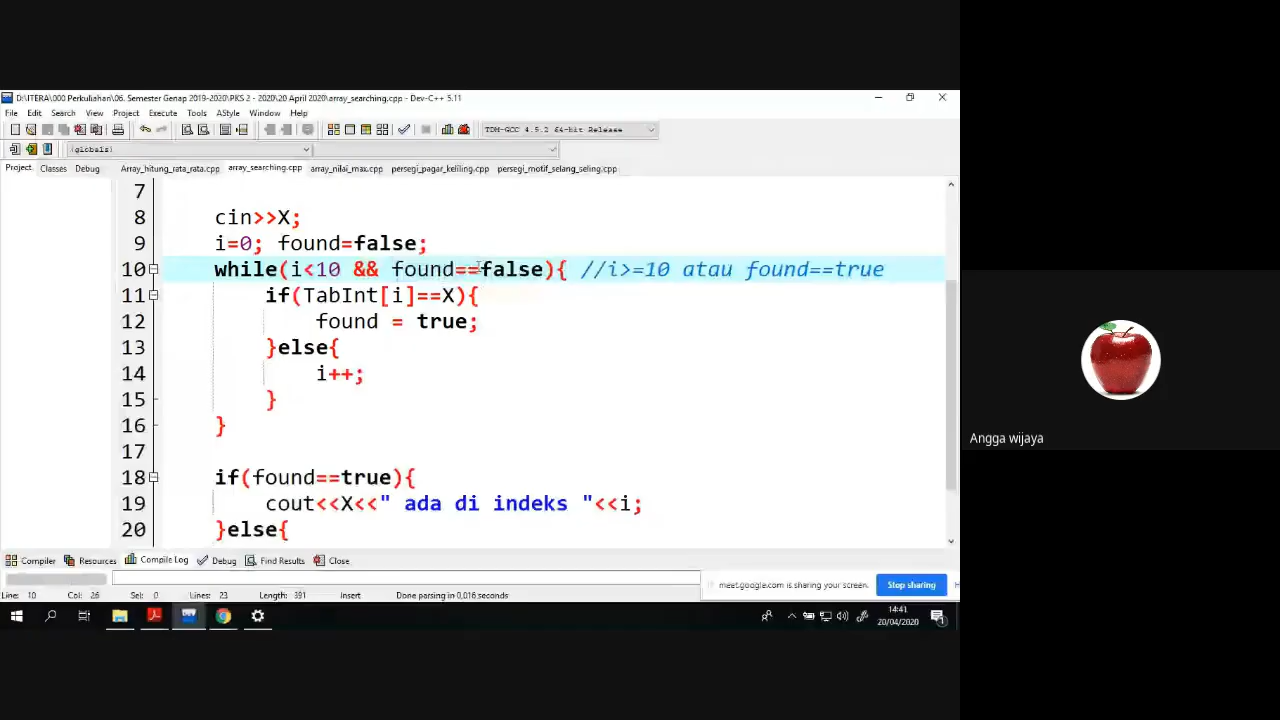 D:\ITERA\000 Perkuliahan\06. Semester Genap 2019-2020\PKS 2 - 2020\20 April 2020\array_searching.cpp - Dev-C++ 5.11
File Edit Search View Project Execute Tools AStyle Window Help
TDM-GCC 4.9.2 64-bit Release
(globals)
Project Classes Debug Array_hitung_rata_rata.cpp array_searching.cpp array_nilai_max.cpp persegi_pagar_keliling.cpp persegi_motif_selang_seling.cpp
7
8 cin>>X;
9 i=0; found=false;
10 while(i<10 && found==false){ //i>=10 atau found==true
11 if(TabInt[i]==X){
12 found = true;
13 }else{
14 i++;
15 }
16 }
17
18 if(found==true){
19 cout<<X<<" ada di indeks "<<i;
20 }else{
Compiler Resources Compile Log Debug Find Results Close
meet.google.com is sharing your screen. Stop sharing H
Line: 10 Col: 26 Sel: 0 Lines: 23 Length: 391 Insert Done parsing in 0,016 seconds
14:41
20/04/2020
Angga wijaya